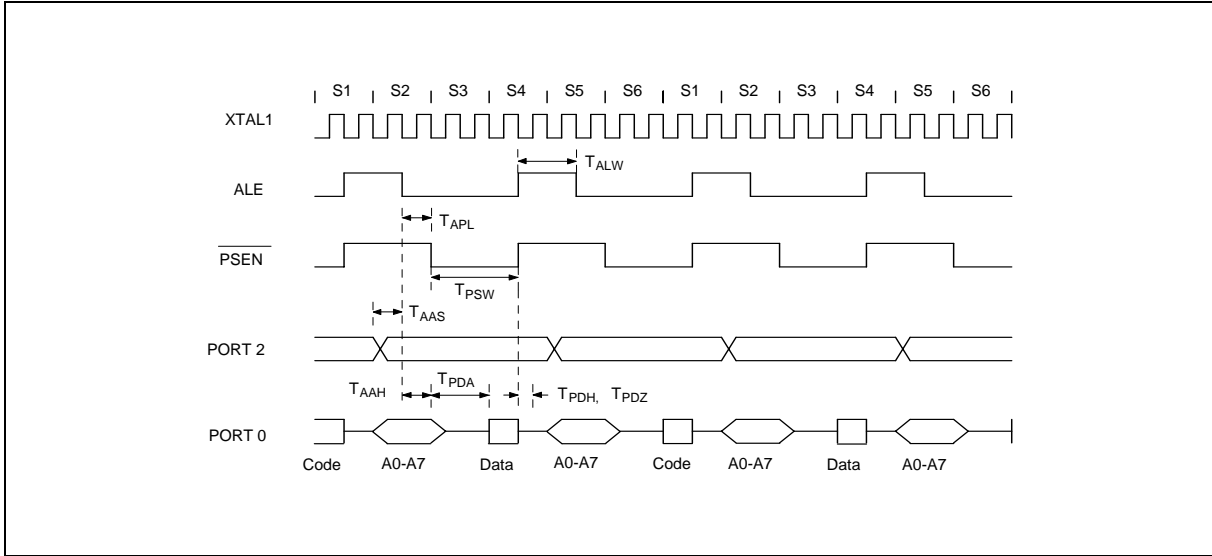 S1 S2 S3 S4 S5 S6 S1 S2 S3 S4 S5 S6
XTAL1
TALW
ALE
TAPL
PSEN
TPSW
TAAS
PORT 2
TAAH TPDA TPDH, TPDZ
PORT 0
Code A0-A7 Data A0-A7 Code A0-A7 Data A0-A7